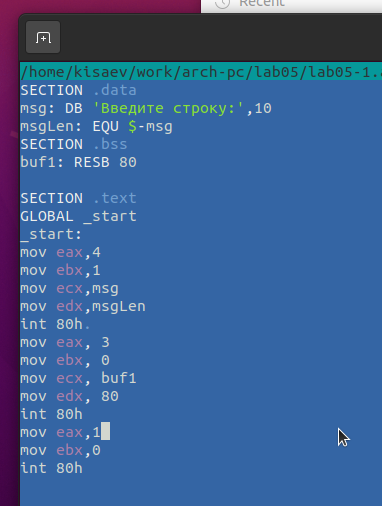 Recent
/home/kisaev/work/arch-pc/lab05/lab05-1.
SECTION .data
msg: DB 'Введите строку:',10
msgLen: EQU $-msg
SECTION .bss
buf1: RESB 80
SECTION .text
GLOBAL _start
_start:
mov eax,4
mov ebx,1
mov ecx,msg
mov edx,msgLen
int 80h.
mov eax, 3
mov ebx, 0
mov ecx, buf1
mov edx, 80
int 80h
mov eax,1
mov ebx,0
int 80h